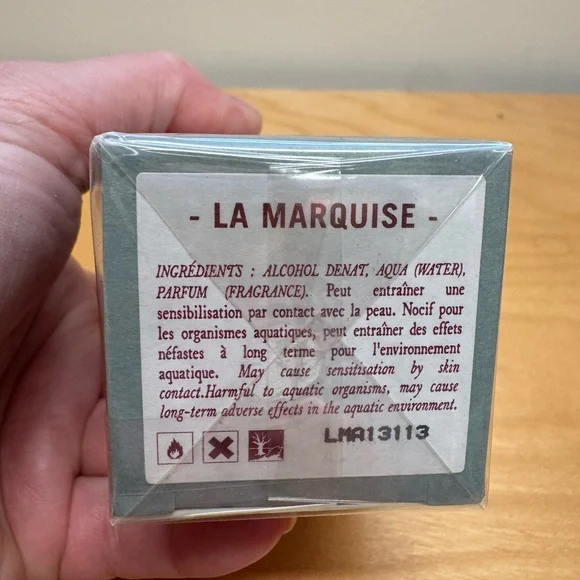 - LA MARQUISE -
INGRÉDIENTS : ALCOHOL DENAT, AQUA (WATER),
PARFUM (FRAGRANCE). Peut entraîner une
sensibilisation par contact avec la peau. Nocif pour
les organismes aquatiques, peut entraîner des effets
néfastes à long terme pour l'environnement
aquatique. May cause sensitisation by skin
contact.Harmful to aquatic organisms, may cause
long-term adverse effects in the aquatic environment.
LMA13113